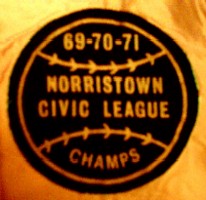 69-70-71
NORRISTOWN
CIVIC LEAGUE
CHAMPS